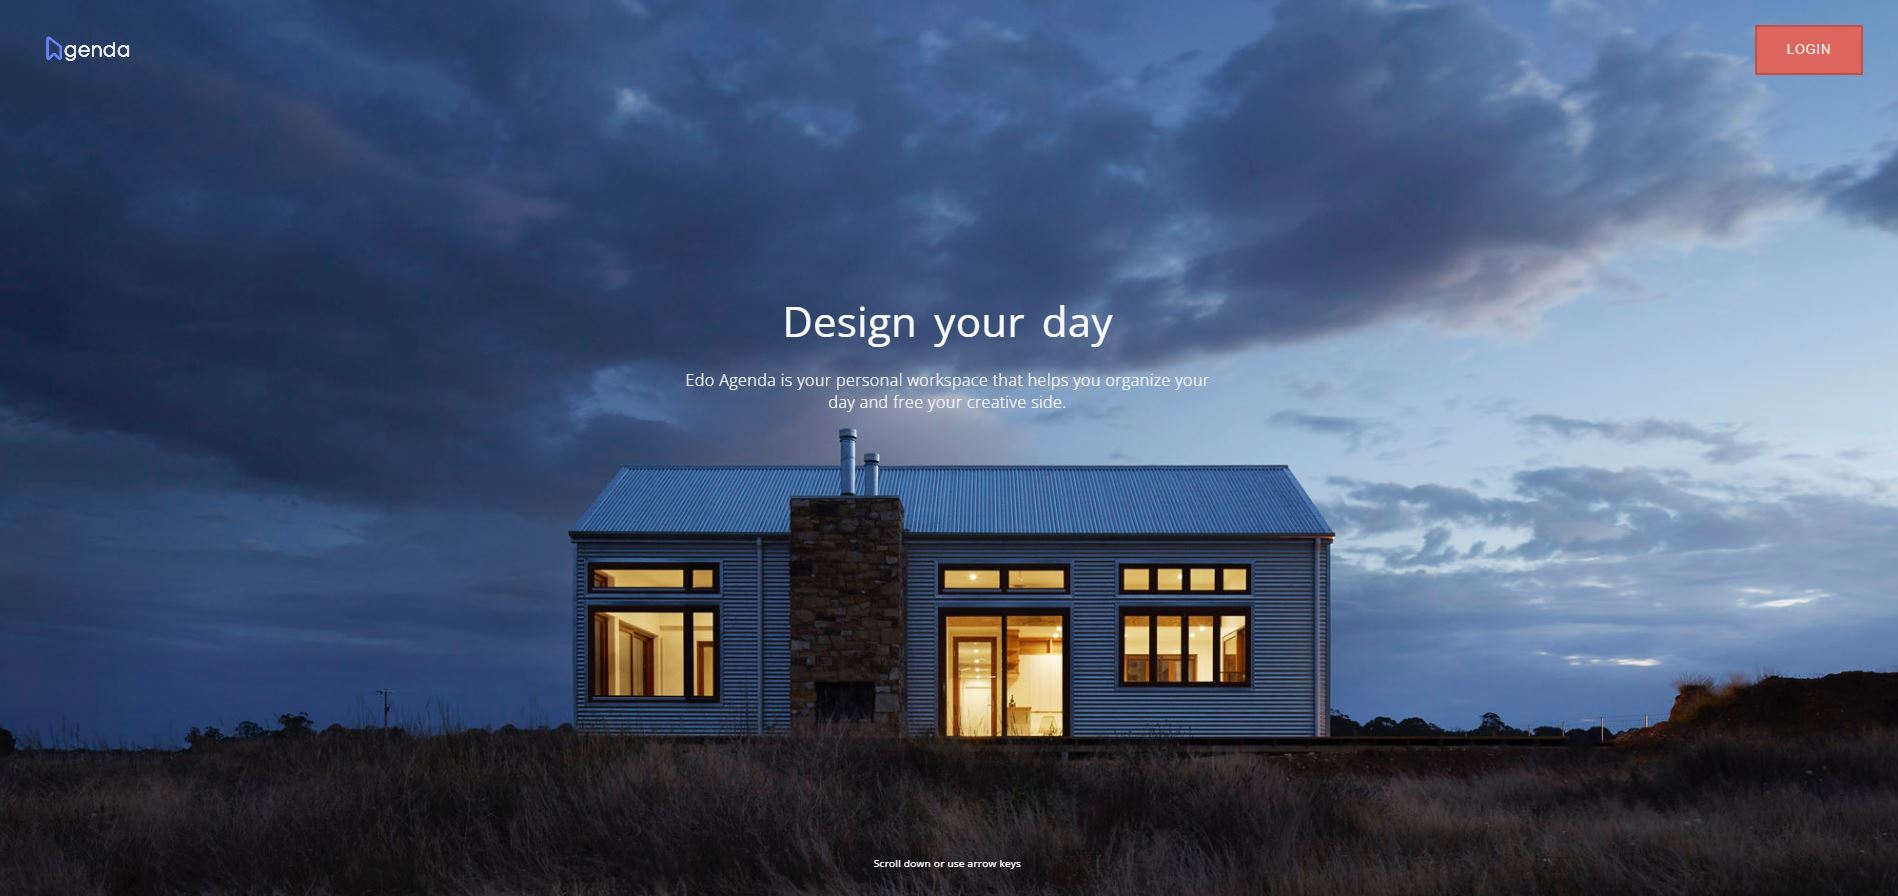 genda
LOGIN
Design your day
Edo Agenda is your personal workspace that helps you organize your
day and free your creative side.
Scroll down or use arrow keys